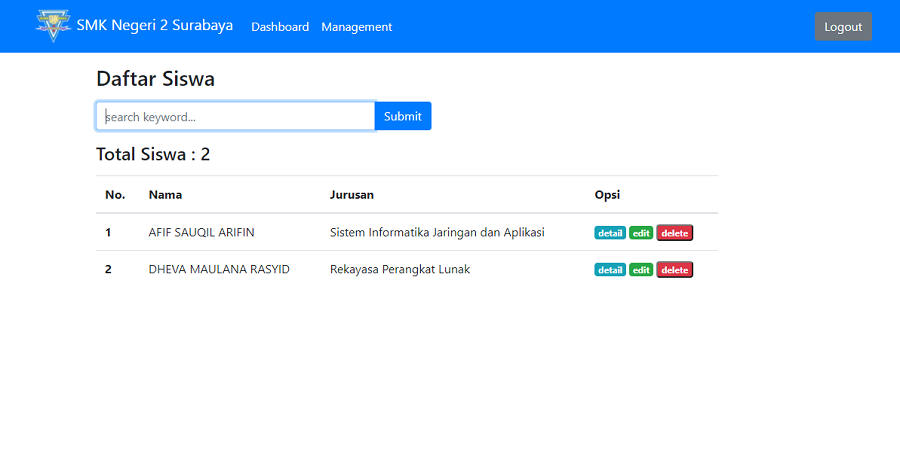 SMK Negeri 2 Surabaya Dashboard Management Logout
Daftar Siswa
search keyword... Submit
Total Siswa : 2
No. Nama Jurusan Opsi
1 AFIF SAUQIL ARIFIN Sistem Informatika Jaringan dan Aplikasi detail edit delete
2 DHEVA MAULANA RASYID Rekayasa Perangkat Lunak detail edit delete